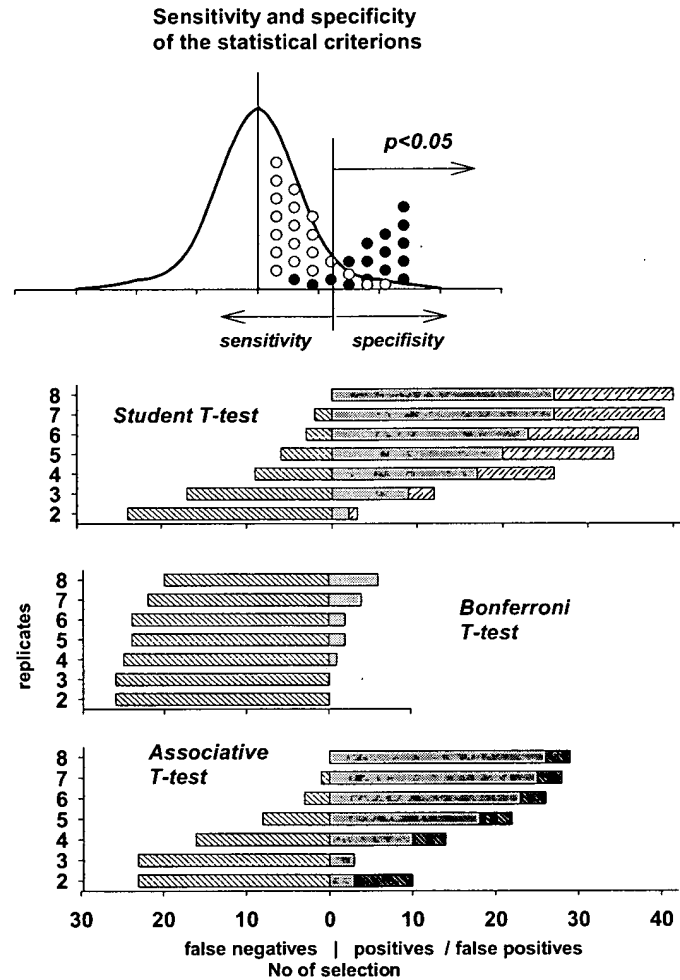 Sensitivity and specificity
of the statistical criterions
p<0.05
sensitivity
specifisity
Student T-test
8
7
6
5
4
3
2
Bonferroni
T-test
replicates
8
7
6
5
4
3
2
Associative
T-test
8
7
6
5
4
3
2
30 20 10 0 10 20 30 40
false negatives | positives / false positives
No of selection